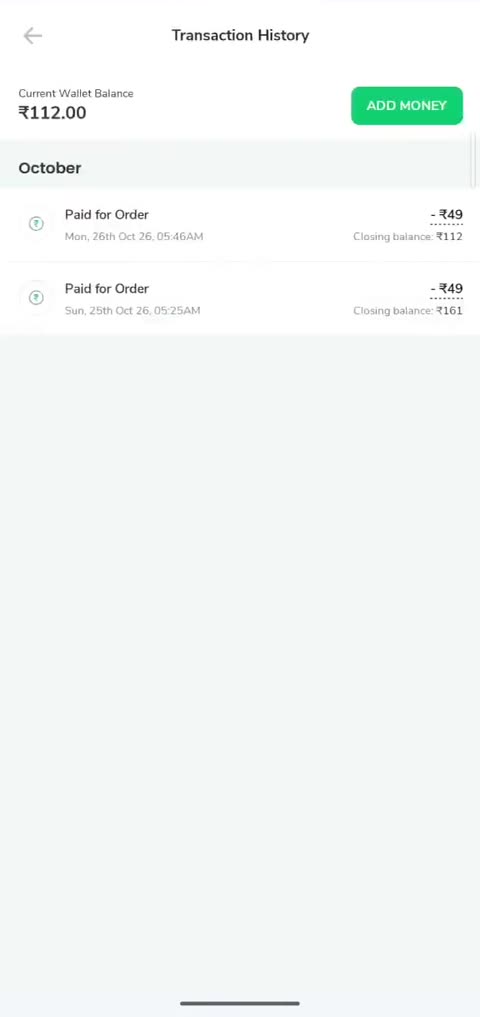 Transaction History
Current Wallet Balance
₹112.00
ADD MONEY
October
Paid for Order
- ₹49
Mon, 26th Oct 26, 05:46AM
Closing balance: ₹112
Paid for Order
- ₹49
Sun, 25th Oct 26, 05:25AM
Closing balance: ₹161